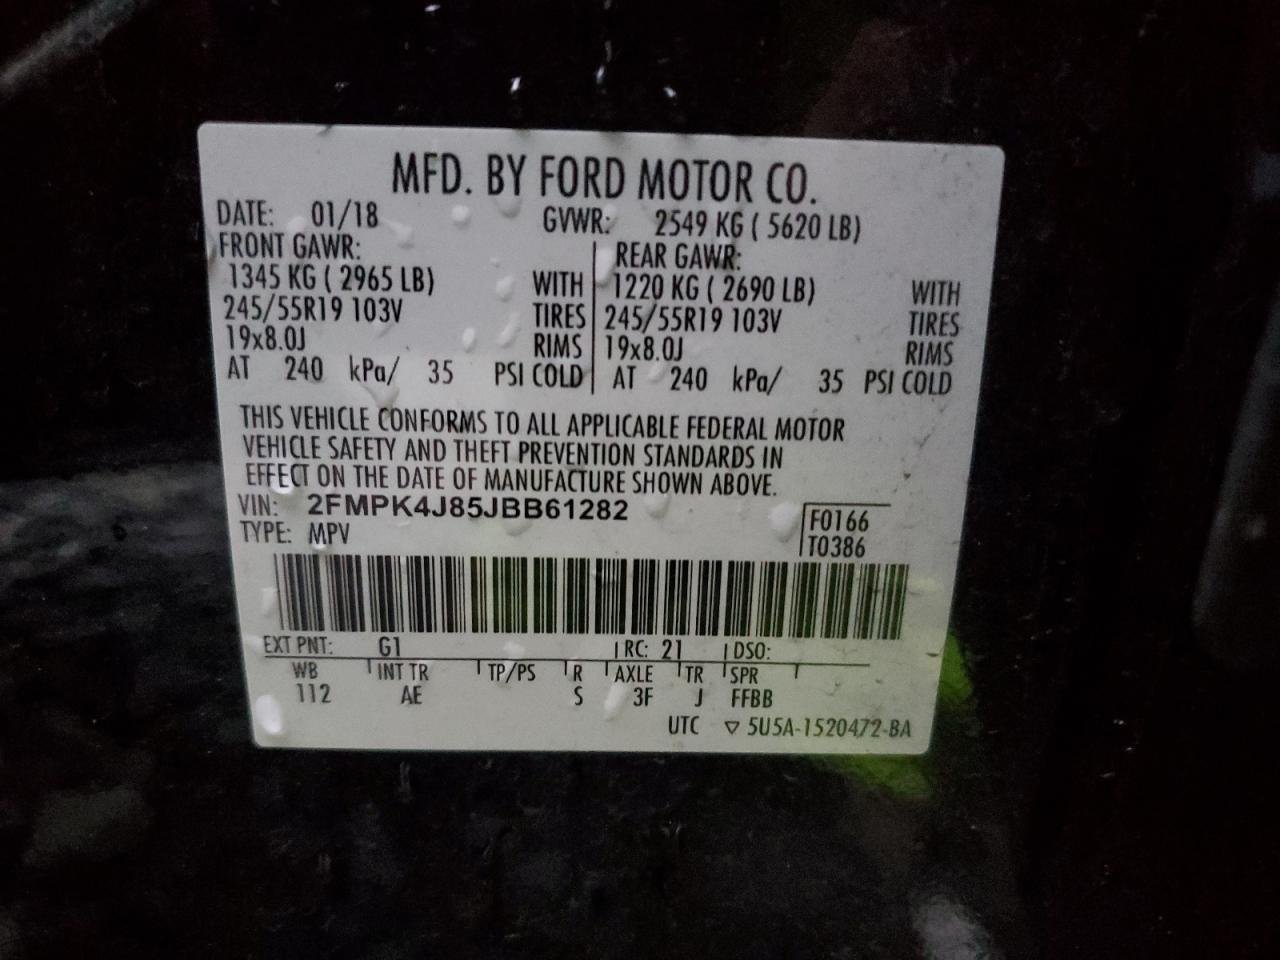 MFD. BY FORD MOTOR CO.
DATE: 01/18 GVWR: 2549 KG ( 5620 LB)
FRONT GAWR: REAR GAWR:
1345 KG ( 2965 LB) WITH 1220 KG ( 2690 LB) WITH
245/55R19 103V TIRES 245/55R19 103V TIRES
19x8.0J RIMS 19x8.0J RIMS
AT 240 kPa/ 35 PSI COLD AT 240 kPa/ 35 PSI COLD
THIS VEHICLE CONFORMS TO ALL APPLICABLE FEDERAL MOTOR
VEHICLE SAFETY AND THEFT PREVENTION STANDARDS IN
EFFECT ON THE DATE OF MANUFACTURE SHOWN ABOVE.
VIN: 2FMPK4J85JBB61282 F0166
TYPE: MPV T0386
EXT PNT: G1 RC: 21 DSO:
WB INT TR TP/PS R AXLE TR SPR
112 AE S 3F J FFBB
UTC ▽ 5U5A-1520472-BA